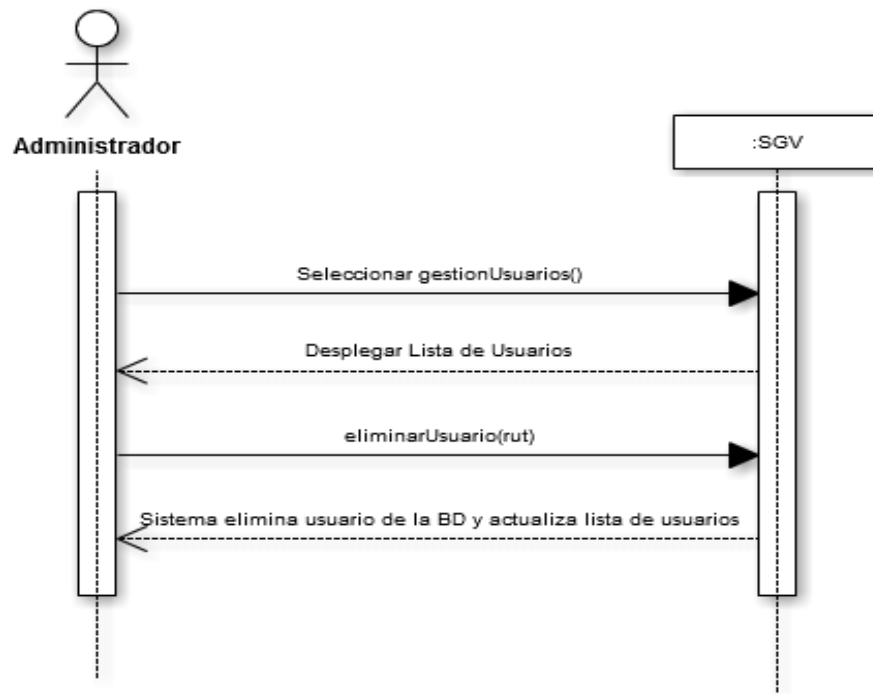 Administrador
:SGV
Seleccionar gestionUsuarios()
Desplegar Lista de Usuarios
eliminarUsuario(rut)
Sistema elimina usuario de la BD y actualiza lista de usuarios